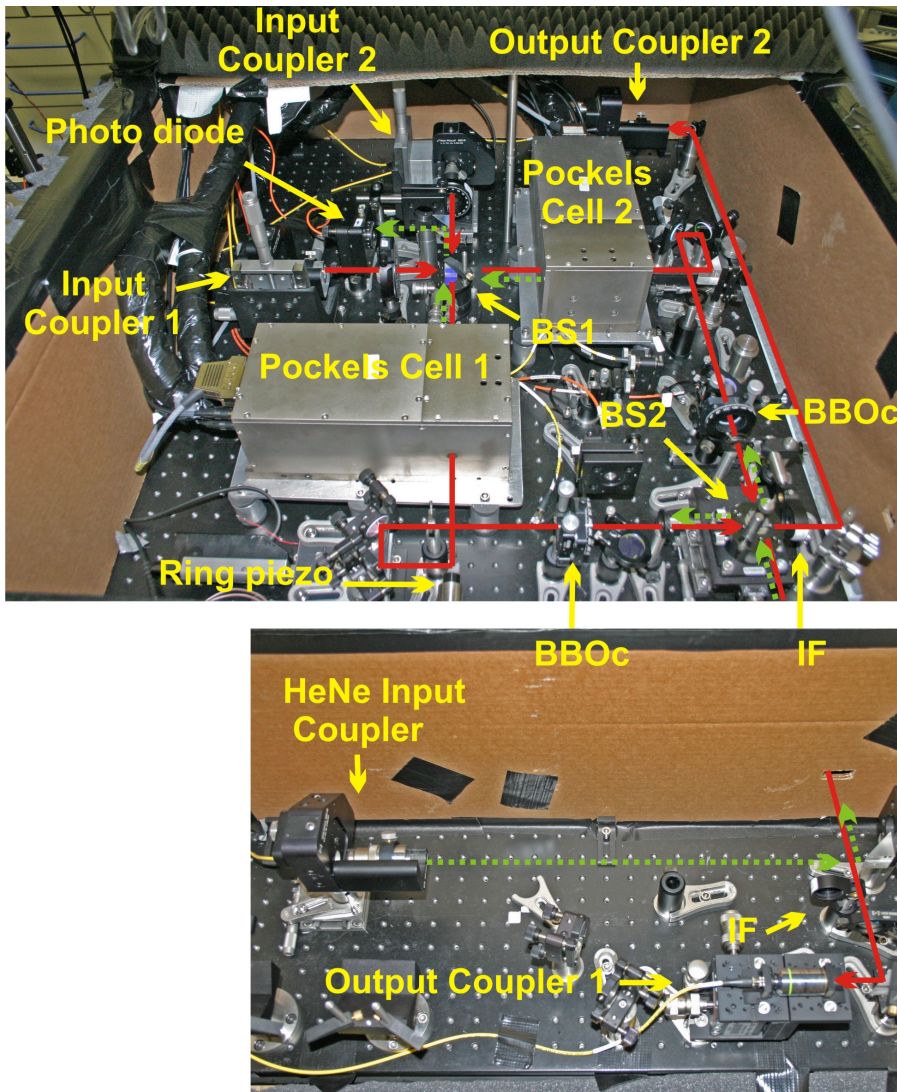 Input
Coupler 2
Output Coupler 2
Photo diode
Pockels
Cell 2
Input
Coupler 1
BS1
Pockels Cell 1
BS2
BBOc
Ring piezo
BBOc
IF
HeNe Input
Coupler
IF
Output Coupler 1